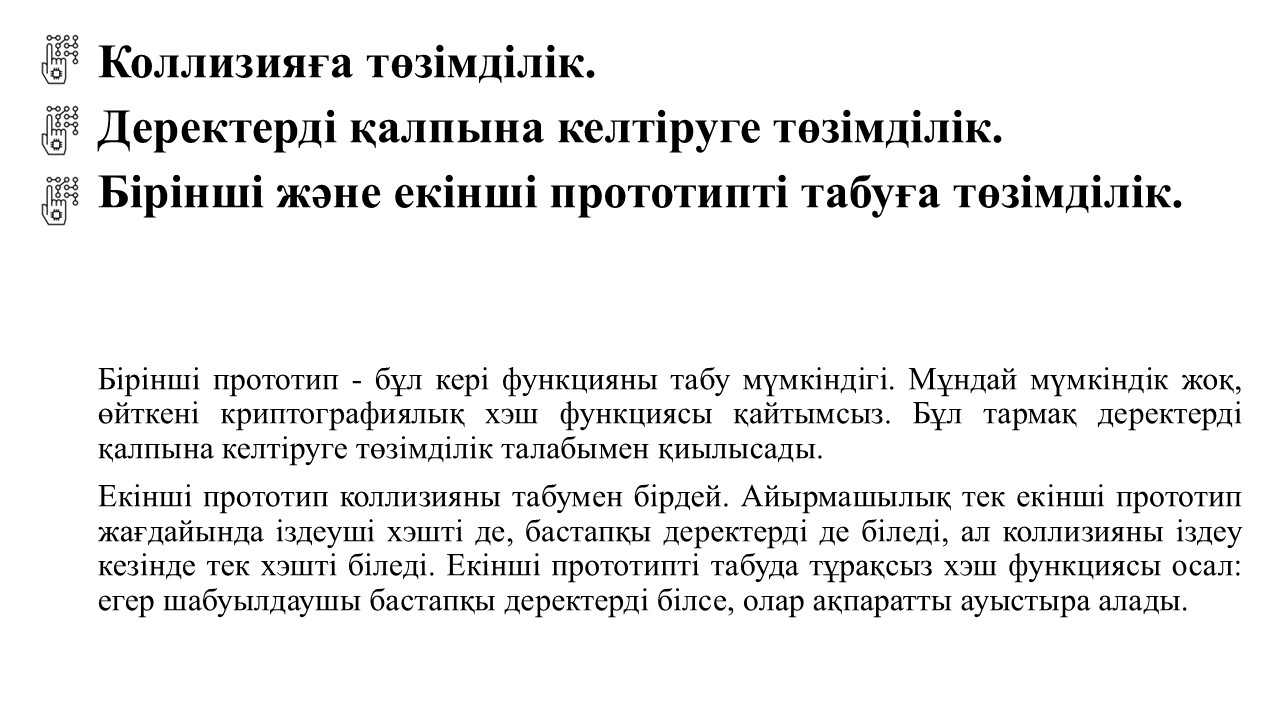 Коллизияға төзімділік.
Деректерді қалпына келтіруге төзімділік.
Бірінші және екінші прототипті табуға төзімділік.
Бірінші прототип - бұл кері функцияны табу мүмкіндігі. Мұндай мүмкіндік жоқ,
өйткені криптографиялық хэш функциясы қайтымсыз. Бұл тармақ деректерді
қалпына келтіруге төзімділік талабымен қиылысады.
Екінші прототип коллизияны табумен бірдей. Айырмашылық тек екінші прототип
жағдайында іздеуші хэшті де, бастапқы деректерді де біледі, ал коллизияны іздеу
кезінде тек хэшті біледі. Екінші прототипті табуда тұрақсыз хэш функциясы осал:
егер шабуылдаушы бастапқы деректерді білсе, олар ақпаратты ауыстыра алады.